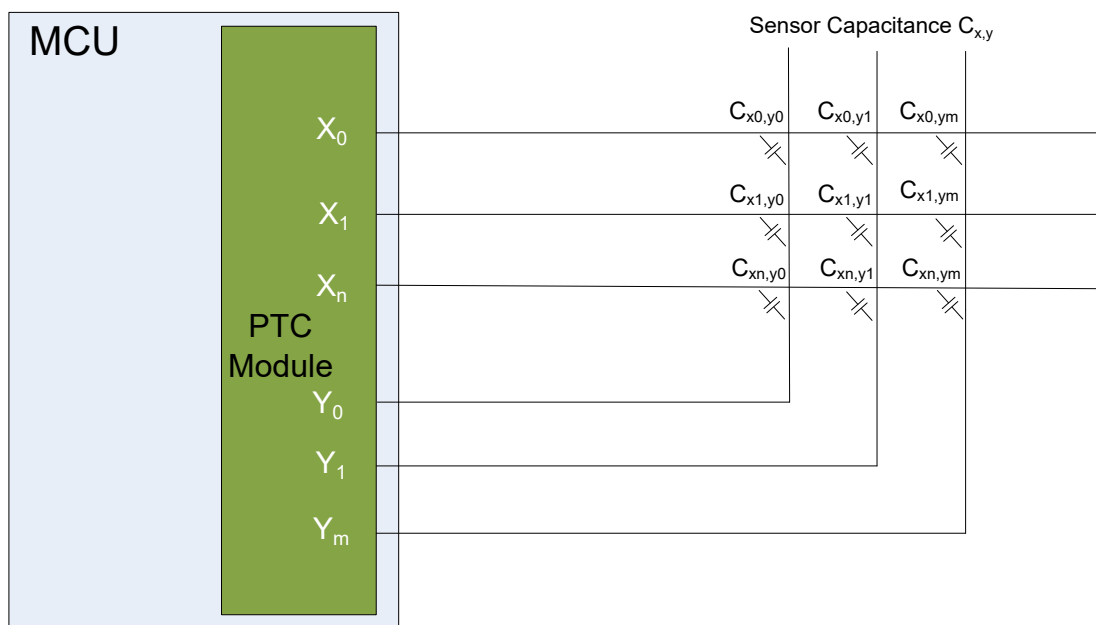 MCU
Sensor Capacitance Cx,y
X0
Cx0,y0 Cx0,y1 Cx0,ym
X1
Cx1,y0 Cx1,y1 Cx1,ym
Xn
Cxn,y0 Cxn,y1 Cxn,ym
PTC
Module
Y0
Y1
Ym